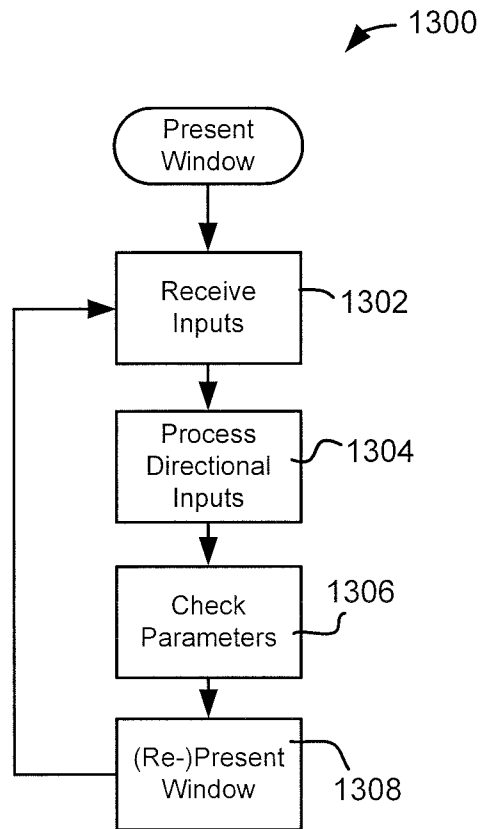 1300
Present
Window
Receive
Inputs
1302
Process
Directional
Inputs
1304
Check
Parameters
1306
(Re-)Present
Window
1308